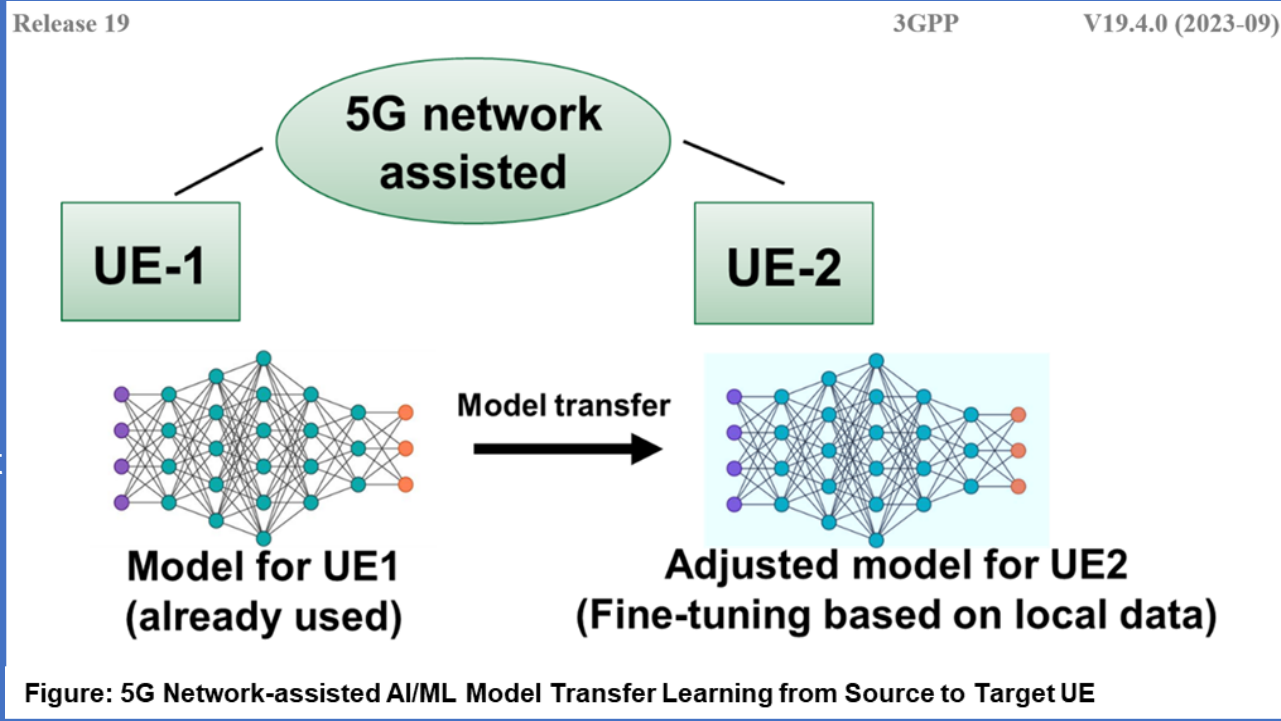 Release 19 3GPP V19.4.0 (2023-09)
5G network
assisted
UE-1
UE-2
Model transfer
Model for UE1
(already used)
Adjusted model for UE2
(Fine-tuning based on local data)
Figure: 5G Network-assisted AI/ML Model Transfer Learning from Source to Target UE